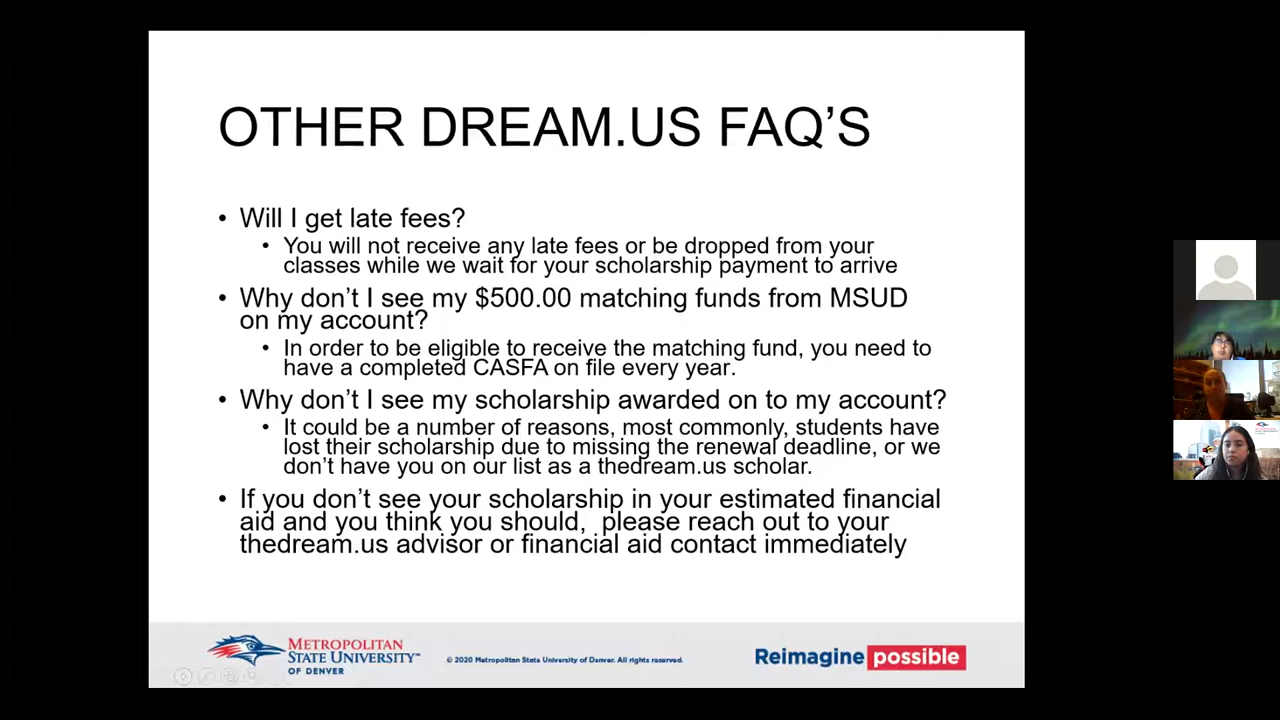 OTHER DREAM.US FAQ’S
• Will I get late fees?
• You will not receive any late fees or be dropped from your
classes while we wait for your scholarship payment to arrive
• Why don’t I see my $500.00 matching funds from MSUD
on my account?
• In order to be eligible to receive the matching fund, you need to
have a completed CASFA on file every year.
• Why don’t I see my scholarship awarded on to my account?
• It could be a number of reasons, most commonly, students have
lost their scholarship due to missing the renewal deadline, or we
don’t have you on our list as a thedream.us scholar.
• If you don’t see your scholarship in your estimated financial
aid and you think you should,  please reach out to your
thedream.us advisor or financial aid contact immediately
METROPOLITAN
STATE UNIVERSITY™
OF DENVER
© 2020 Metropolitan State University of Denver. All rights reserved.
Reimagine possible